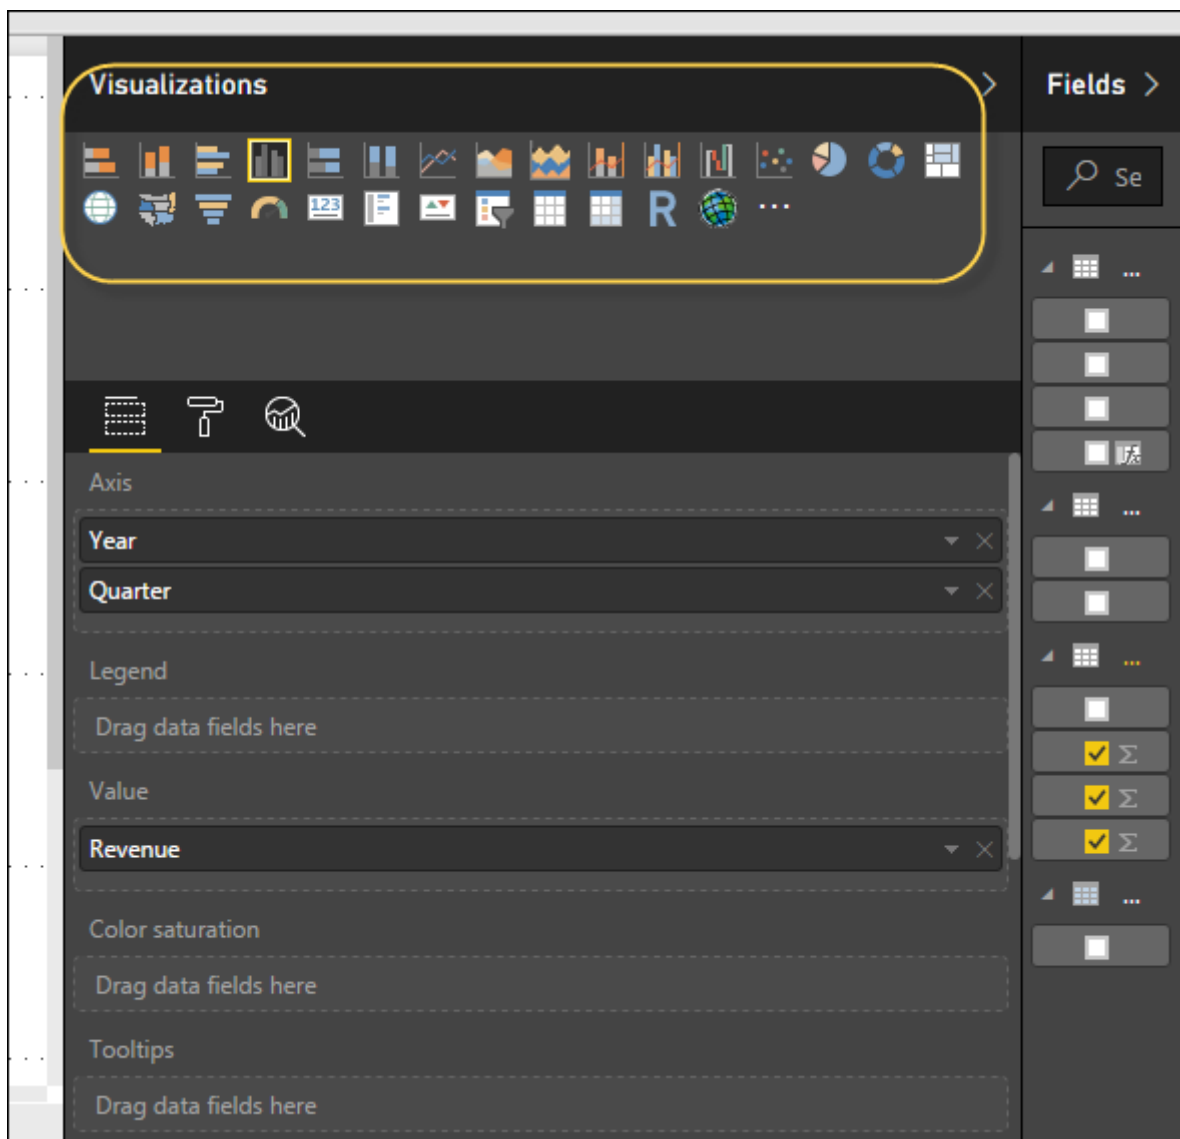 Visualizations
Fields
Se
123
R
...
...
...
Axis
Year
Quarter
...
Legend
Drag data fields here
...
Value
Revenue
Color saturation
...
Drag data fields here
Tooltips
Drag data fields here